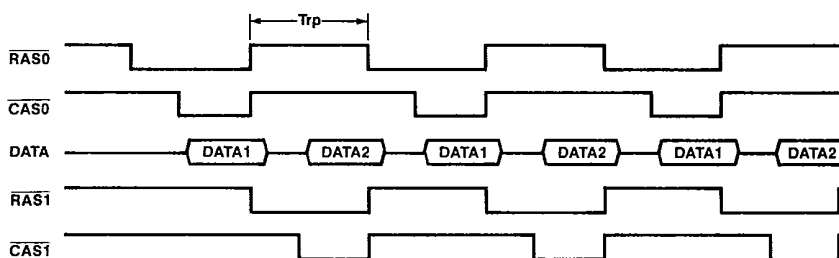 Trp
RAS0
CAS0
DATA DATA1 DATA2 DATA1 DATA2 DATA1 DATA2
RAS1
CAS1